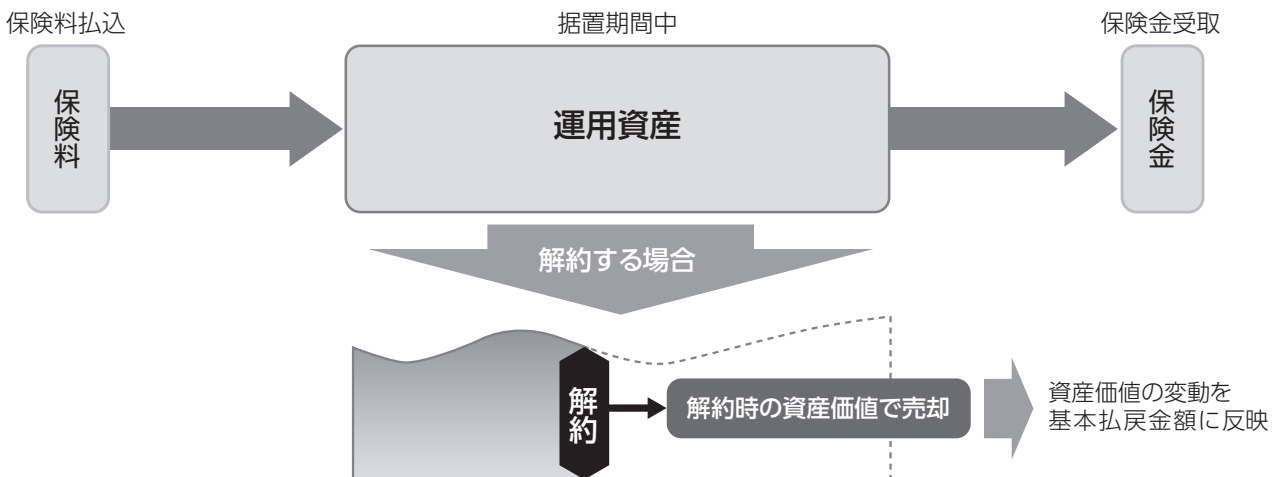 保険料払込
据置期間中
保険金受取
保険料
運用資産
保険金
解約する場合
解約
解約時の資産価値で売却
資産価値の変動を
基本払戻金額に反映